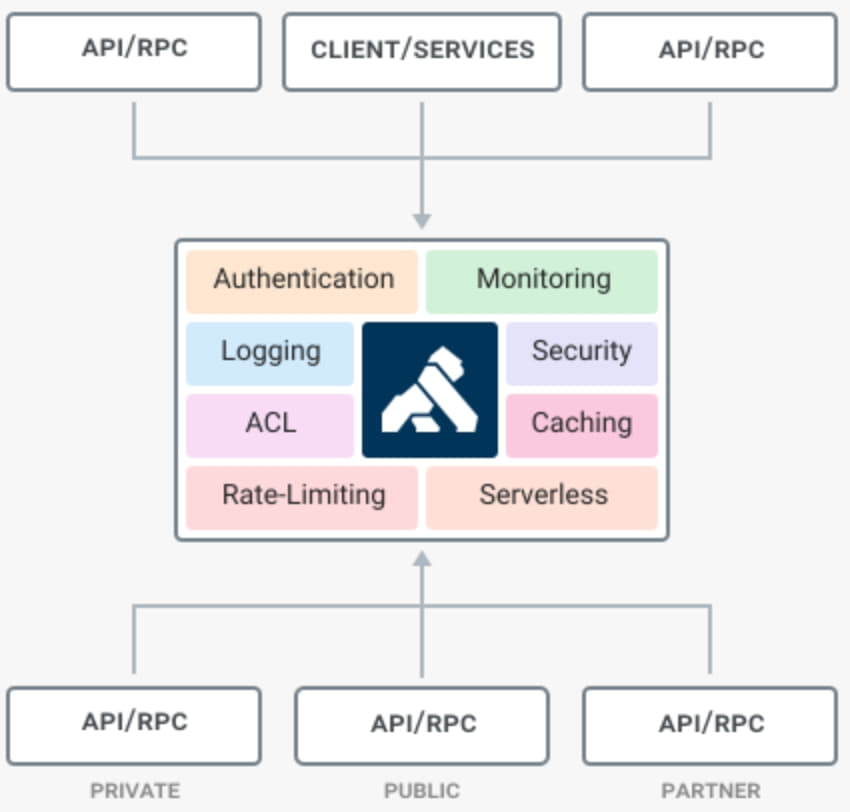 API/RPC CLIENT/SERVICES API/RPC
Authentication Monitoring
Logging Security
ACL Caching
Rate-Limiting Serverless
API/RPC API/RPC API/RPC
PRIVATE PUBLIC PARTNER